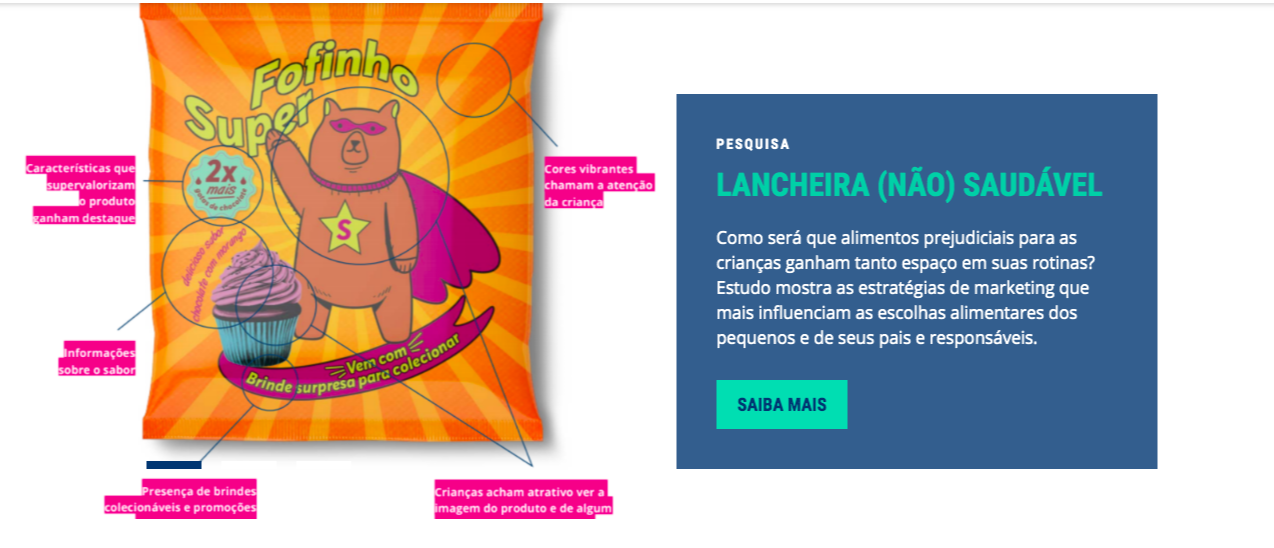 Super Fofinho
Características que
supervalorizam
o produto
ganham destaque
2x
mais
gotas de chocolate
Cores vibrantes
chamam a atenção
da criança
S
delicioso sabor
chocolate com morango
Informações
sobre o sabor
Vem com
Brinde surpresa para colecionar
Presença de brindes
colecionáveis e promoções
Crianças acham atrativo ver a
imagem do produto e de algum
PESQUISA
LANCHEIRA (NÃO) SAUDÁVEL
Como será que alimentos prejudiciais para as
crianças ganham tanto espaço em suas rotinas?
Estudo mostra as estratégias de marketing que
mais influenciam as escolhas alimentares dos
pequenos e de seus pais e responsáveis.
SAIBA MAIS